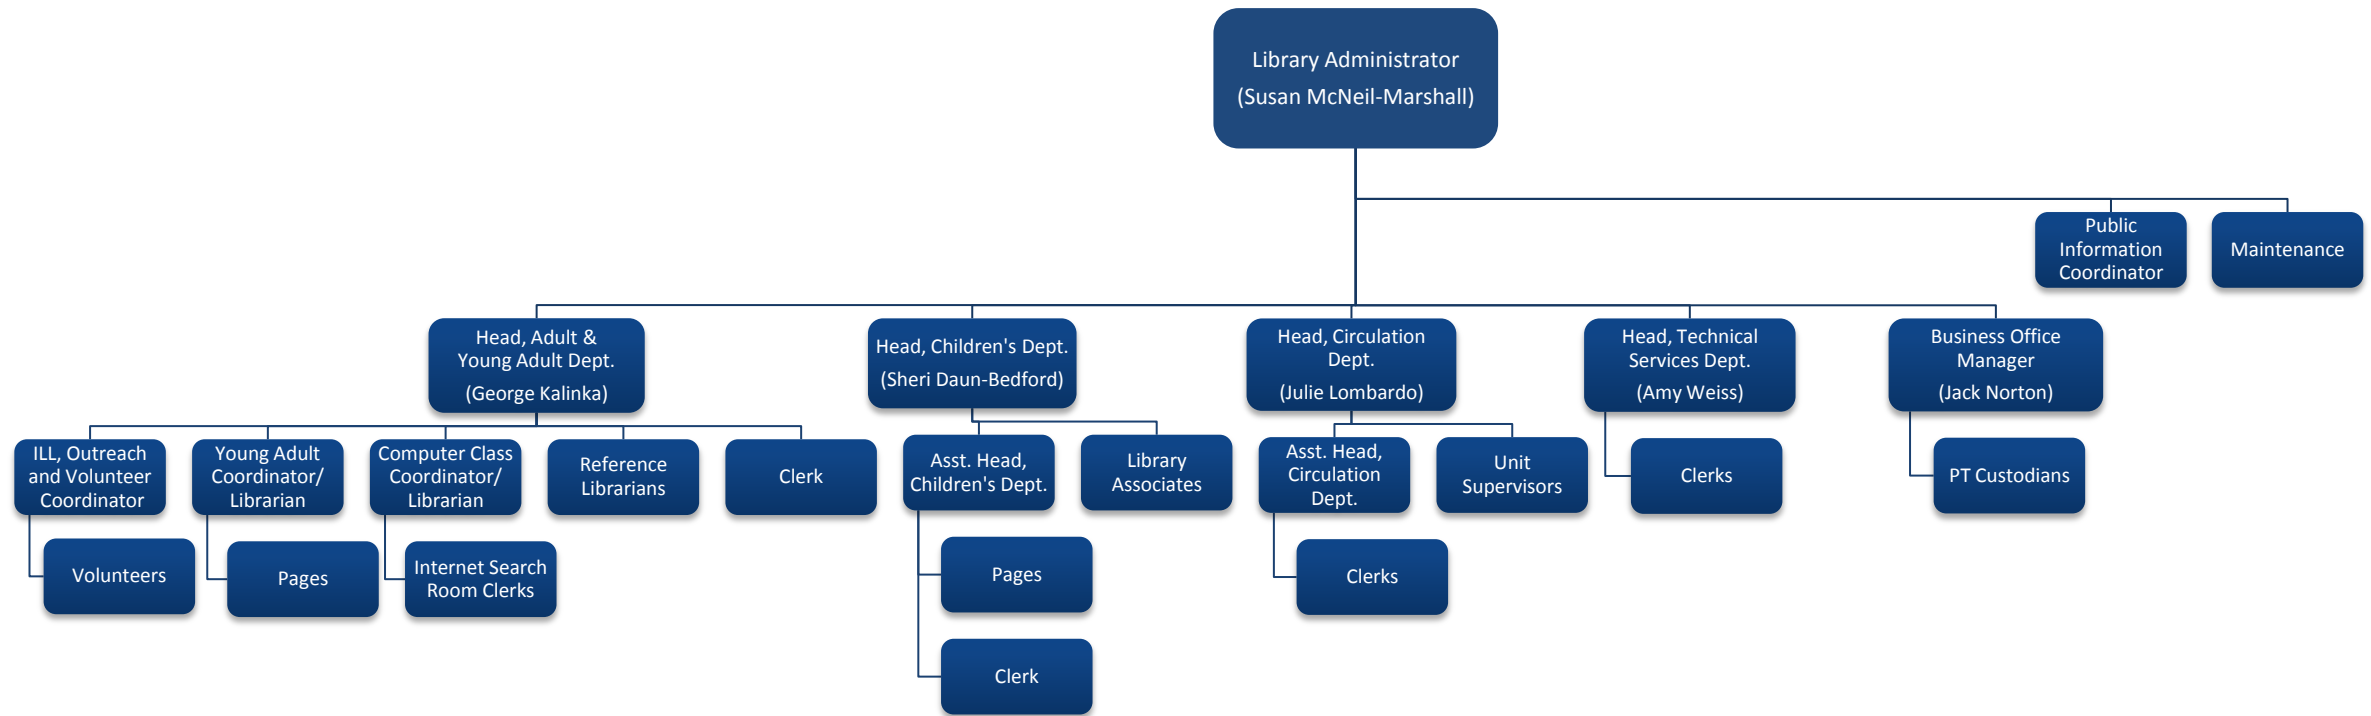 Library Administrator
(Susan McNeil-Marshall)
Public
Information
Coordinator
Maintenance
Head, Adult &
Young Adult Dept.
(George Kalinka)
Head, Children's Dept.
(Sheri Daun-Bedford)
Head, Circulation
Dept.
(Julie Lombardo)
Head, Technical
Services Dept.
(Amy Weiss)
Business Office
Manager
(Jack Norton)
ILL, Outreach
and Volunteer
Coordinator
Young Adult
Coordinator/
Librarian
Computer Class
Coordinator/
Librarian
Reference
Librarians
Clerk
Asst. Head,
Children's Dept.
Library
Associates
Asst. Head,
Circulation
Dept.
Unit
Supervisors
Clerks
PT Custodians
Volunteers
Pages
Internet Search
Room Clerks
Pages
Clerks
Clerk